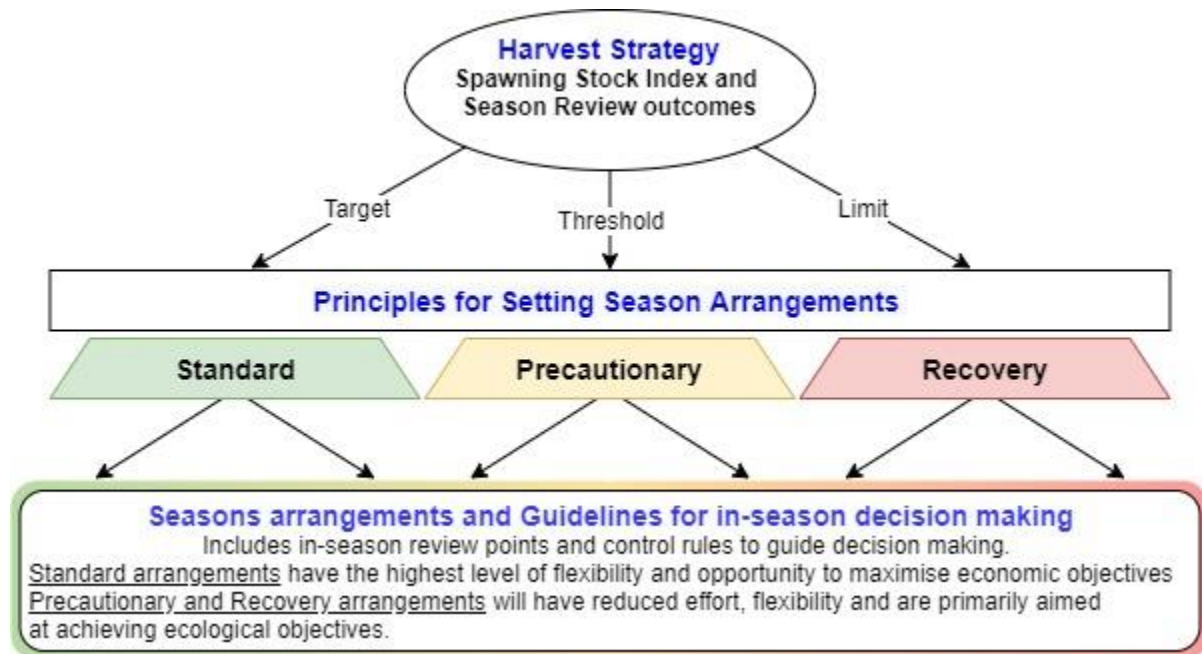 Harvest Strategy
Spawning Stock Index and
Season Review outcomes
Target
Threshold
Limit
Principles for Setting Season Arrangements
Standard
Precautionary
Recovery
Seasons arrangements and Guidelines for in-season decision making
Includes in-season review points and control rules to guide decision making.
Standard arrangements have the highest level of flexibility and opportunity to maximise economic objectives
Precautionary and Recovery arrangements will have reduced effort, flexibility and are primarily aimed
at achieving ecological objectives.